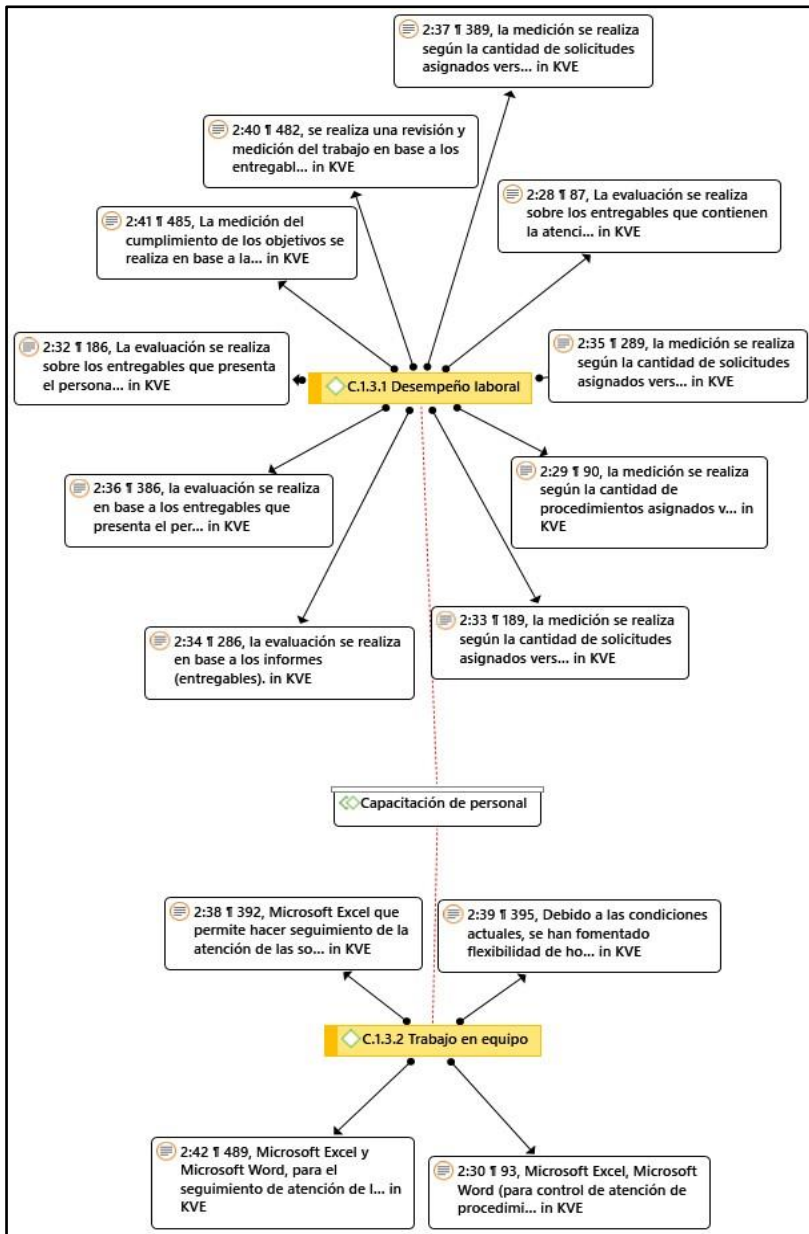 2:37 ¶ 389, la medición se realiza
según la cantidad de solicitudes
asignados vers... in KVE
2:40 ¶ 482, se realiza una revisión y
medición del trabajo en base a los
entregabl... in KVE
2:28 ¶ 87, La evaluación se realiza
sobre los entregables que contienen
la atenci... in KVE
2:41 ¶ 485, La medición del
cumplimiento de los objetivos se
realiza en base a la... in KVE
2:32 ¶ 186, La evaluación se realiza
sobre los entregables que presenta
el persona... in KVE
C.1.3.1 Desempeño laboral
2:35 ¶ 289, la medición se realiza
según la cantidad de solicitudes
asignados vers... in KVE
2:36 ¶ 386, la evaluación se realiza
en base a los entregables que
presenta el per... in KVE
2:29 ¶ 90, la medición se realiza
según la cantidad de
procedimientos asignados v... in
KVE
2:34 ¶ 286, la evaluación se realiza
en base a los informes
(entregables). in KVE
2:33 ¶ 189, la medición se realiza
según la cantidad de solicitudes
asignados vers... in KVE
Capacitación de personal
2:38 ¶ 392, Microsoft Excel que
permite hacer seguimiento de la
atención de las so... in KVE
2:39 ¶ 395, Debido a las condiciones
actuales, se han fomentado
flexibilidad de ho... in KVE
C.1.3.2 Trabajo en equipo
2:42 ¶ 489, Microsoft Excel y
Microsoft Word, para el
seguimiento de atención de l... in
KVE
2:30 ¶ 93, Microsoft Excel, Microsoft
Word (para control de atención de
procedimi... in KVE